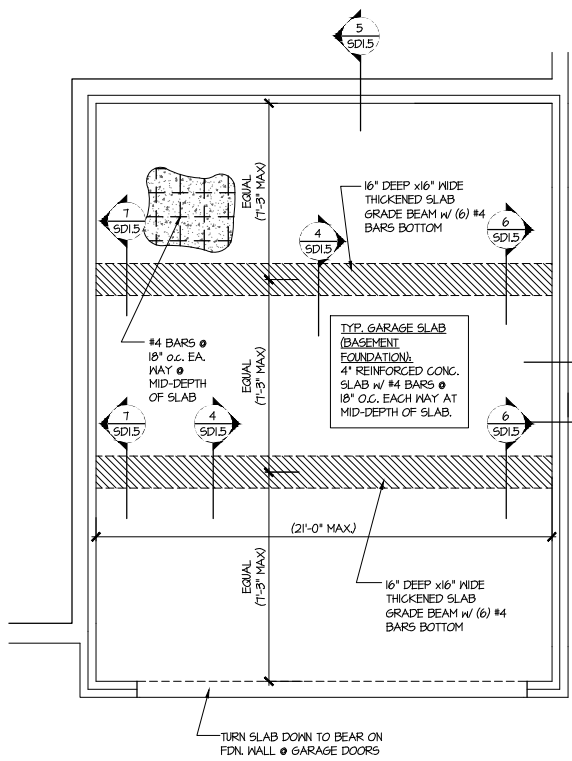 5
SD1.5
EQUAL
(7'-3" MAX)
16" DEEP x16" WIDE
THICKENED SLAB
GRADE BEAM W/ (6) #4
BARS BOTTOM
7
SD1.5
4
SD1.5
6
SD1.5
#4 BARS @
18" O.C. EA.
WAY @
MID-DEPTH
OF SLAB
EQUAL
(7'-3" MAX)
TYP. GARAGE SLAB
(BASEMENT
FOUNDATION):
4" REINFORCED CONC.
SLAB W/ #4 BARS @
18" O.C. EACH WAY AT
MID-DEPTH OF SLAB.
7
SD1.5
4
SD1.5
6
SD1.5
(21'-0" MAX.)
EQUAL
(7'-3" MAX)
16" DEEP x16" WIDE
THICKENED SLAB
GRADE BEAM W/ (6) #4
BARS BOTTOM
TURN SLAB DOWN TO BEAR ON
FDN. WALL @ GARAGE DOORS